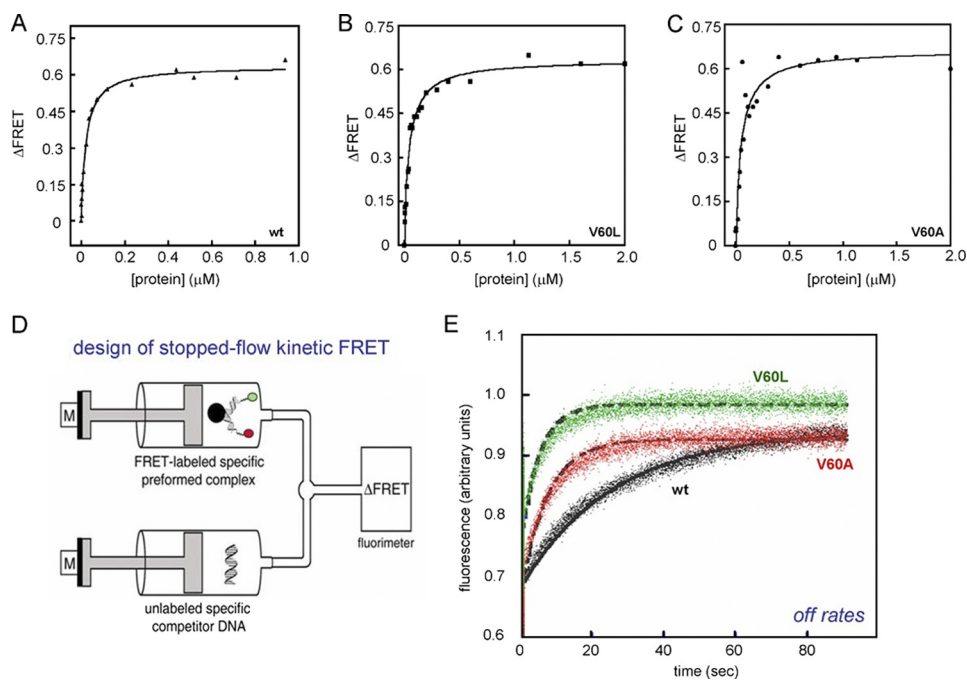 A
0.75
0.6
0.45
0.3
0.15
0
ΔFRET
0.0
0.2
0.4
0.6
0.8
1.0
[protein] (μM)
wt
B
0.75
0.6
0.45
0.3
0.15
0
ΔFRET
0
0.5
1.0
1.5
2.0
[protein] (μM)
V60L
C
0.75
0.6
0.45
0.3
0.15
0
ΔFRET
0
0.5
1.0
1.5
2.0
[protein] (μM)
V60A
D
design of stopped-flow kinetic FRET
M
FRET-labeled specific
preformed complex
ΔFRET
fluorimeter
M
unlabeled specific
competitor DNA
E
1.1
1.0
0.9
0.8
0.7
0.6
fluorescence (arbitrary units)
V60L
V60A
wt
off rates
0
20
40
60
80
time (sec)